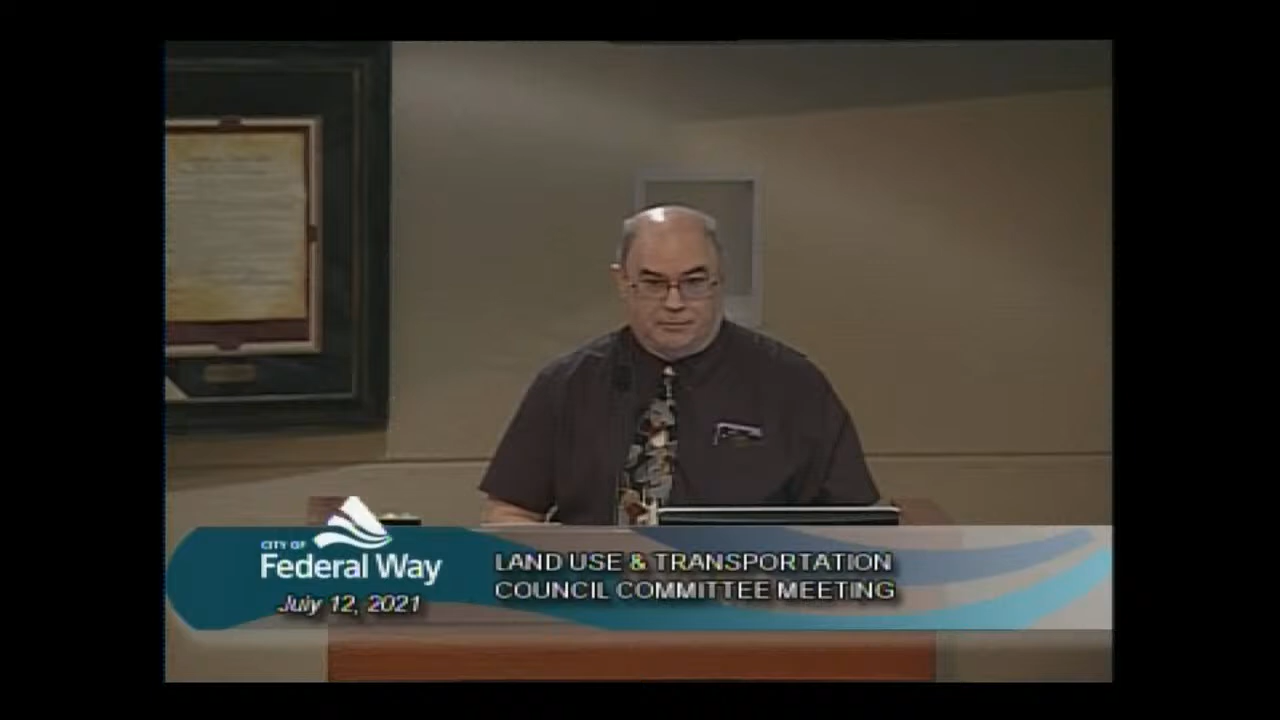 CITY OF
Federal Way
July 12, 2021
LAND USE & TRANSPORTATION
COUNCIL COMMITTEE MEETING